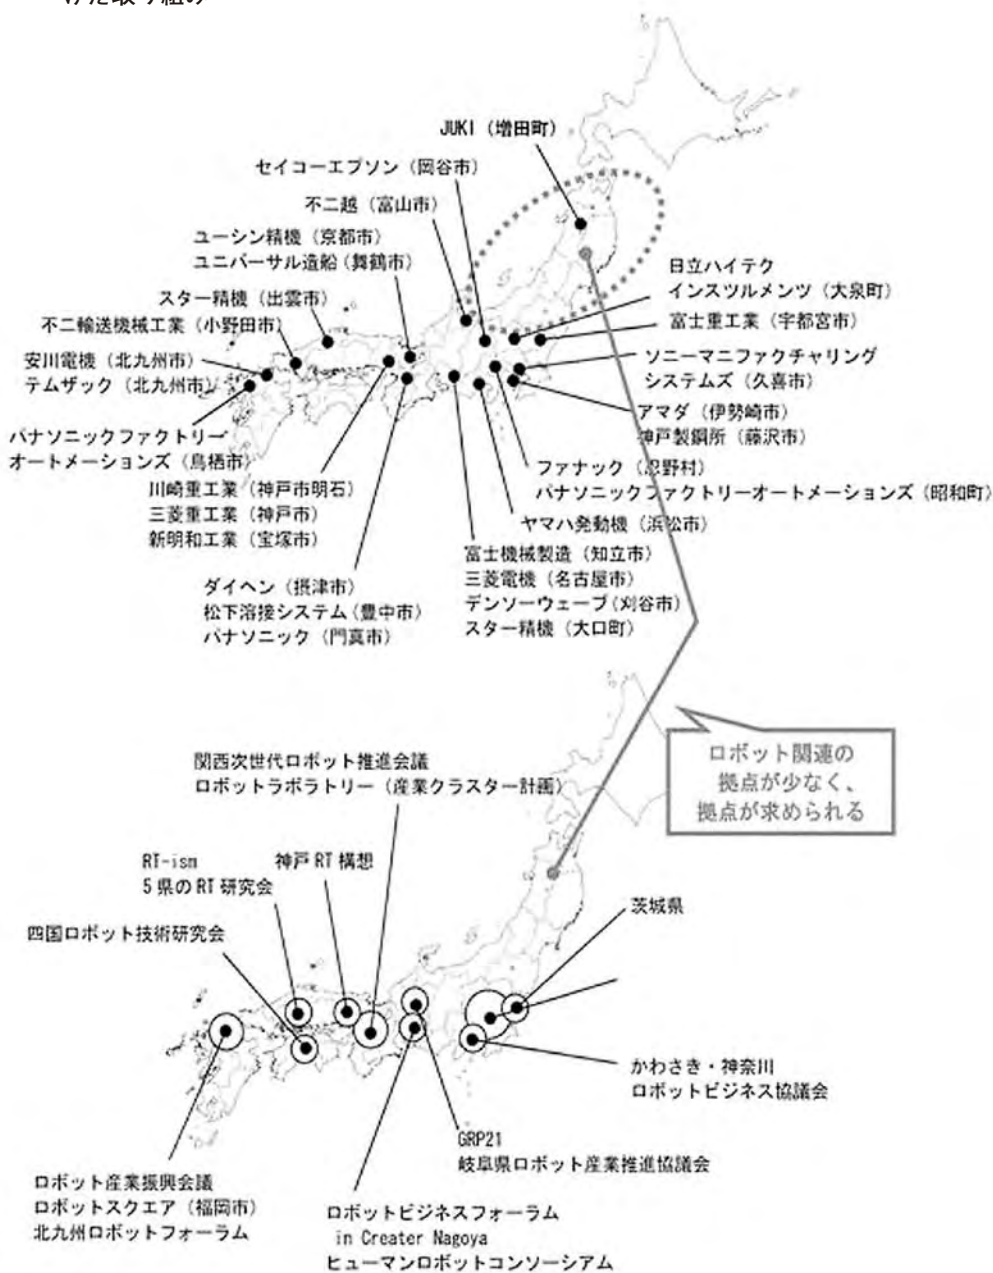 けた取り組み
JUKI（増田町）
セイコーエプソン（岡谷市）
不二越（富山市）
ユーシン精機（京都市）
ユニバーサル造船（舞鶴市）
スター精機（出雲市）
不二輸送機械工業（小野田市）
安川電機（北九州市）
テムザック（北九州市）
パナソニックファクトリー
オートメーションズ（鳥栖市）
川崎重工業（神戸市明石）
三菱重工業（神戸市）
新明和工業（宝塚市）
ダイヘン（摂津市）
松下溶接システム（豊中市）
パナソニック（門真市）
日立ハイテク
インスツルメンツ（大泉町）
富士重工業（宇都宮市）
ソニーマニファクチャリング
システムズ（久喜市）
アマダ（伊勢崎市）
神戸製鋼所（藤沢市）
ファナック（忍野村）
パナソニックファクトリーオートメーションズ（昭和町）
ヤマハ発動機（浜松市）
富士機械製造（知立市）
三菱電機（名古屋市）
デンソーウェーブ（刈谷市）
スター精機（大口町）
ロボット関連の
拠点が少なく、
拠点が求められる
関西次世代ロボット推進会議
ロボットラボラトリー（産業クラスター計画）
RT-ism
5県のRT研究会
神戸RT構想
四国ロボット技術研究会
茨城県
かわさき・神奈川
ロボットビジネス協議会
GRP21
岐阜県ロボット産業推進協議会
ロボット産業振興会議
ロボットスクエア（福岡市）
北九州ロボットフォーラム
ロボットビジネスフォーラム
in Creater Nagoya
ヒューマンロボットコンソーシアム